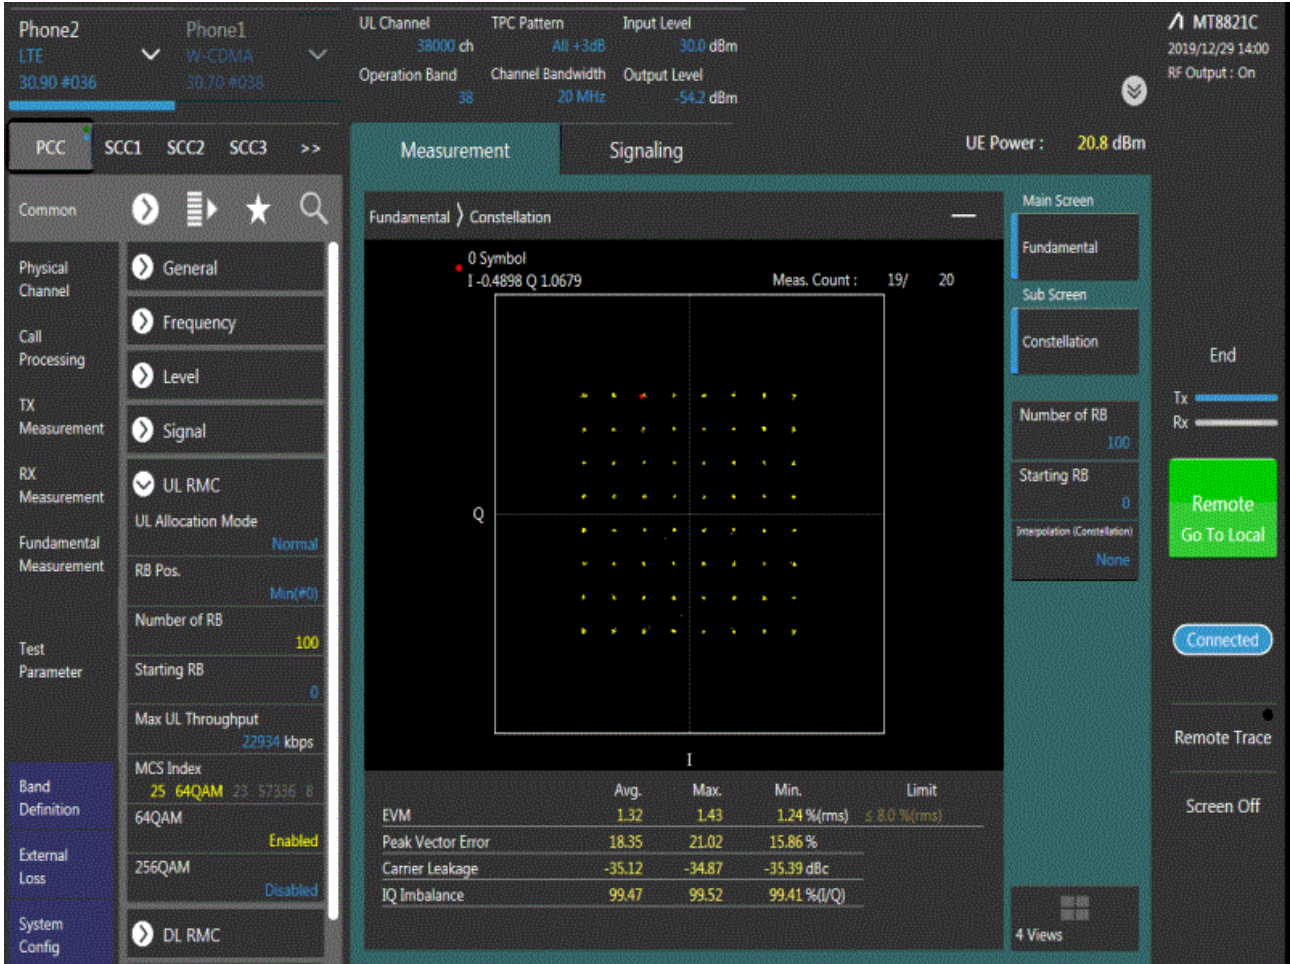 Phone2
LTE
30.90 #036
Phone1
W-CDMA
30.70 #038
UL Channel
38000 ch
TPC Pattern
All +3dB
Input Level
30.0 dBm
Operation Band
38
Channel Bandwidth
20 MHz
Output Level
-54.2 dBm
MT8821C
2019/12/29 14:00
RF Output : On
PCC SCC1 SCC2 SCC3 >>
Measurement
Signaling
UE Power : 20.8 dBm
Common
Physical
Channel
Call
Processing
TX
Measurement
RX
Measurement
Fundamental
Measurement
Test
Parameter
Band
Definition
External
Loss
System
Config
General
Frequency
Level
Signal
UL RMC
UL Allocation Mode
Normal
RB Pos.
Min(#0)
Number of RB
100
Starting RB
0
Max UL Throughput
22934 kbps
MCS Index
25 64QAM 23 57336 8
64QAM
Enabled
256QAM
Disabled
DL RMC
Fundamental 〉 Constellation
0 Symbol
I -0.4898 Q 1.0679
Meas. Count : 19/ 20
Q
I
Avg. Max. Min. Limit
EVM 1.32 1.43 1.24 %(rms) ≤ 8.0 %(rms)
Peak Vector Error 18.35 21.02 15.86 %
Carrier Leakage -35.12 -34.87 -35.39 dBc
IQ Imbalance 99.47 99.52 99.41 %(I/Q)
Main Screen
Fundamental
Sub Screen
Constellation
Number of RB
100
Starting RB
0
Interpolation (Constellation)
None
4 Views
End
Tx
Rx
Remote
Go To Local
Connected
Remote Trace
Screen Off